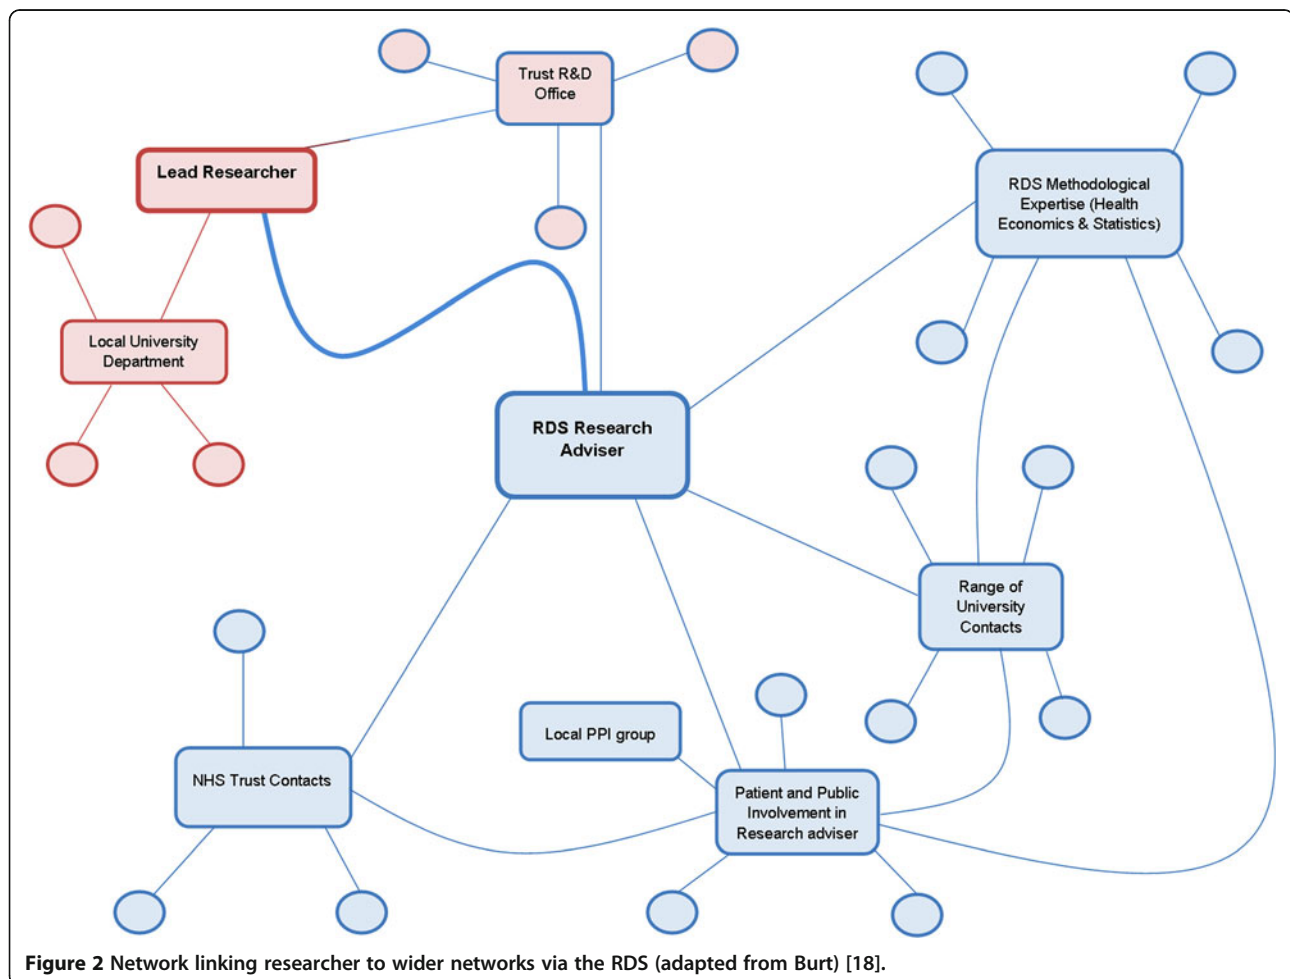 Trust R&D
Office
Lead Researcher
RDS Methodological
Expertise (Health
Economics & Statistics)
Local University
Department
RDS Research
Adviser
Range of
University
Contacts
Local PPI group
NHS Trust Contacts
Patient and Public
Involvement in
Research adviser
Figure 2 Network linking researcher to wider networks via the RDS (adapted from Burt) [18].